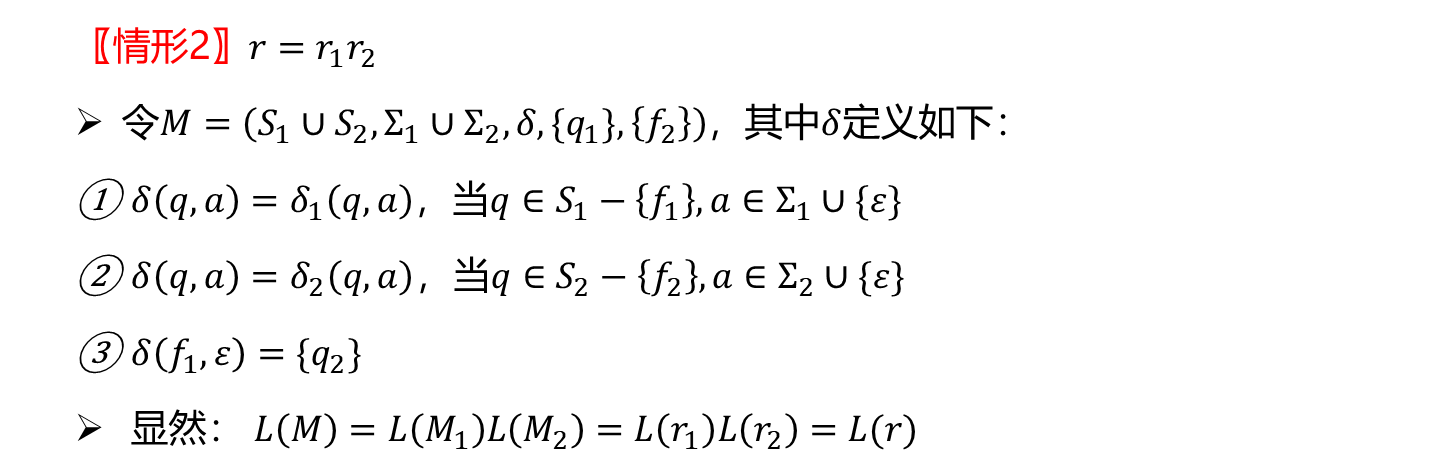 〖情形2〗 r = r₁r₂
➢ 令M = (S₁ ∪ S₂, Σ₁ ∪ Σ₂, δ, {q₁}, {f₂})，其中δ定义如下：
① δ(q, a) = δ₁(q, a)，当q ∈ S₁ − {f₁}, a ∈ Σ₁ ∪ {ε}
② δ(q, a) = δ₂(q, a)，当q ∈ S₂ − {f₂}, a ∈ Σ₂ ∪ {ε}
③ δ(f₁, ε) = {q₂}
➢ 显然： L(M) = L(M₁)L(M₂) = L(r₁)L(r₂) = L(r)